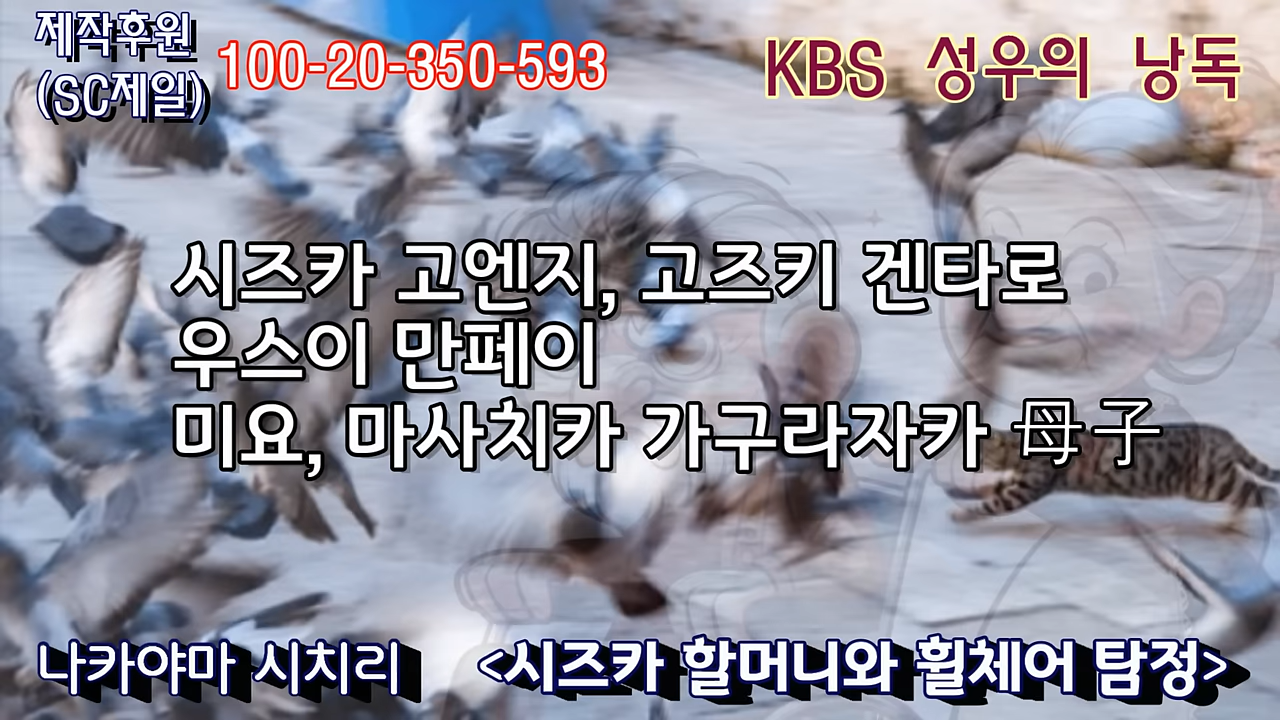 제작후원
(SC제일)
100-20-350-593
KBS 성우의 낭독
시즈카 고엔지, 고즈키 겐타로
우스이 만페이
미요, 마사치카 가구라자카 母子
나카야마 시치리
<시즈카 할머니와 휠체어 탐정>